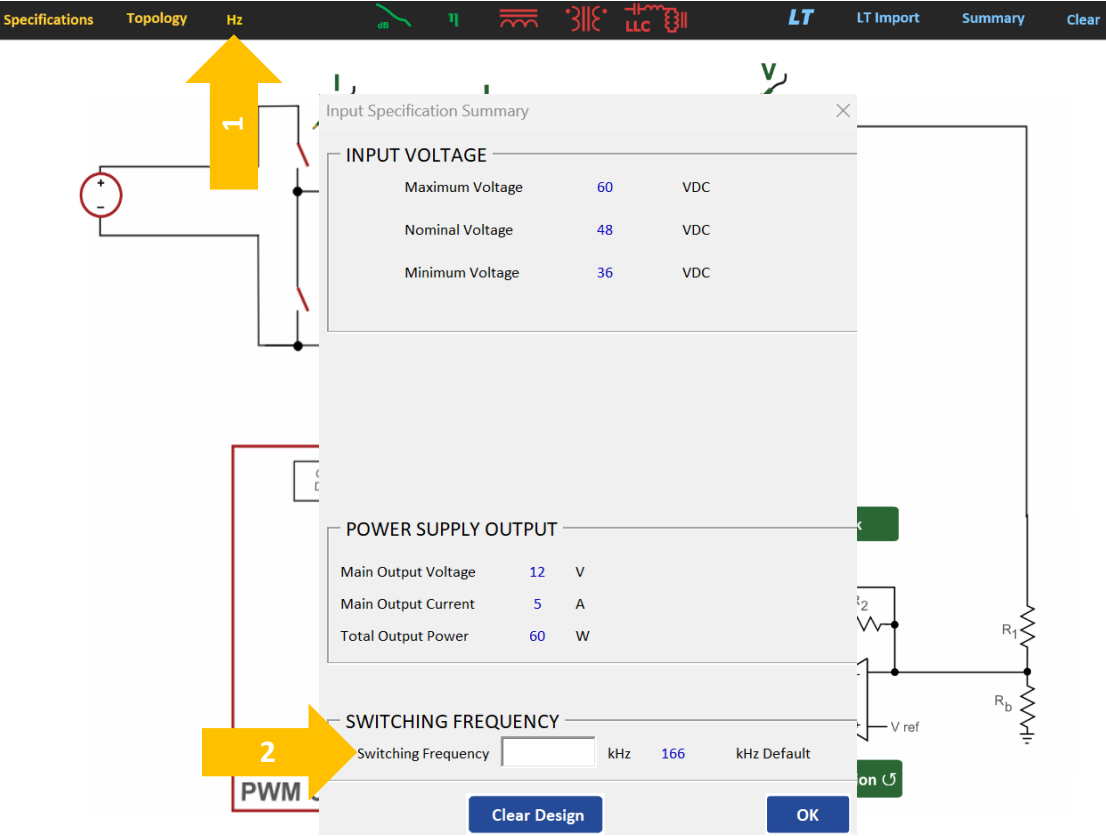 Specifications Topology Hz dB η LLC LT LT Import Summary Clear
1
I V
Input Specification Summary
INPUT VOLTAGE
Maximum Voltage 60 VDC
+
−
Nominal Voltage 48 VDC
Minimum Voltage 36 VDC
POWER SUPPLY OUTPUT
Main Output Voltage 12 V
Main Output Current 5 A
Total Output Power 60 W
R2
R1
Rb
SWITCHING FREQUENCY
V ref
2 Switching Frequency kHz 166 kHz Default
PWM
Clear Design OK